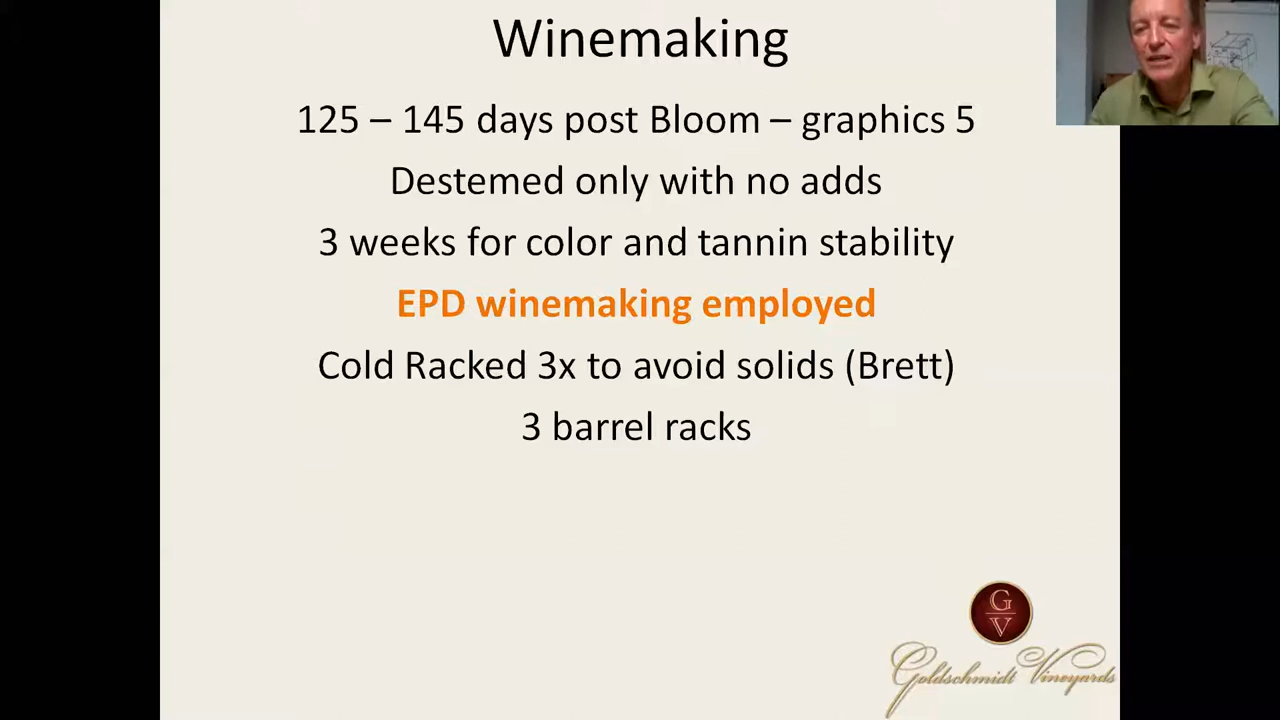 Winemaking
125 – 145 days post Bloom – graphics 5
Destemed only with no adds
3 weeks for color and tannin stability
EPD winemaking employed
Cold Racked 3x to avoid solids (Brett)
3 barrel racks
G
V
Goldschmidt Vineyards